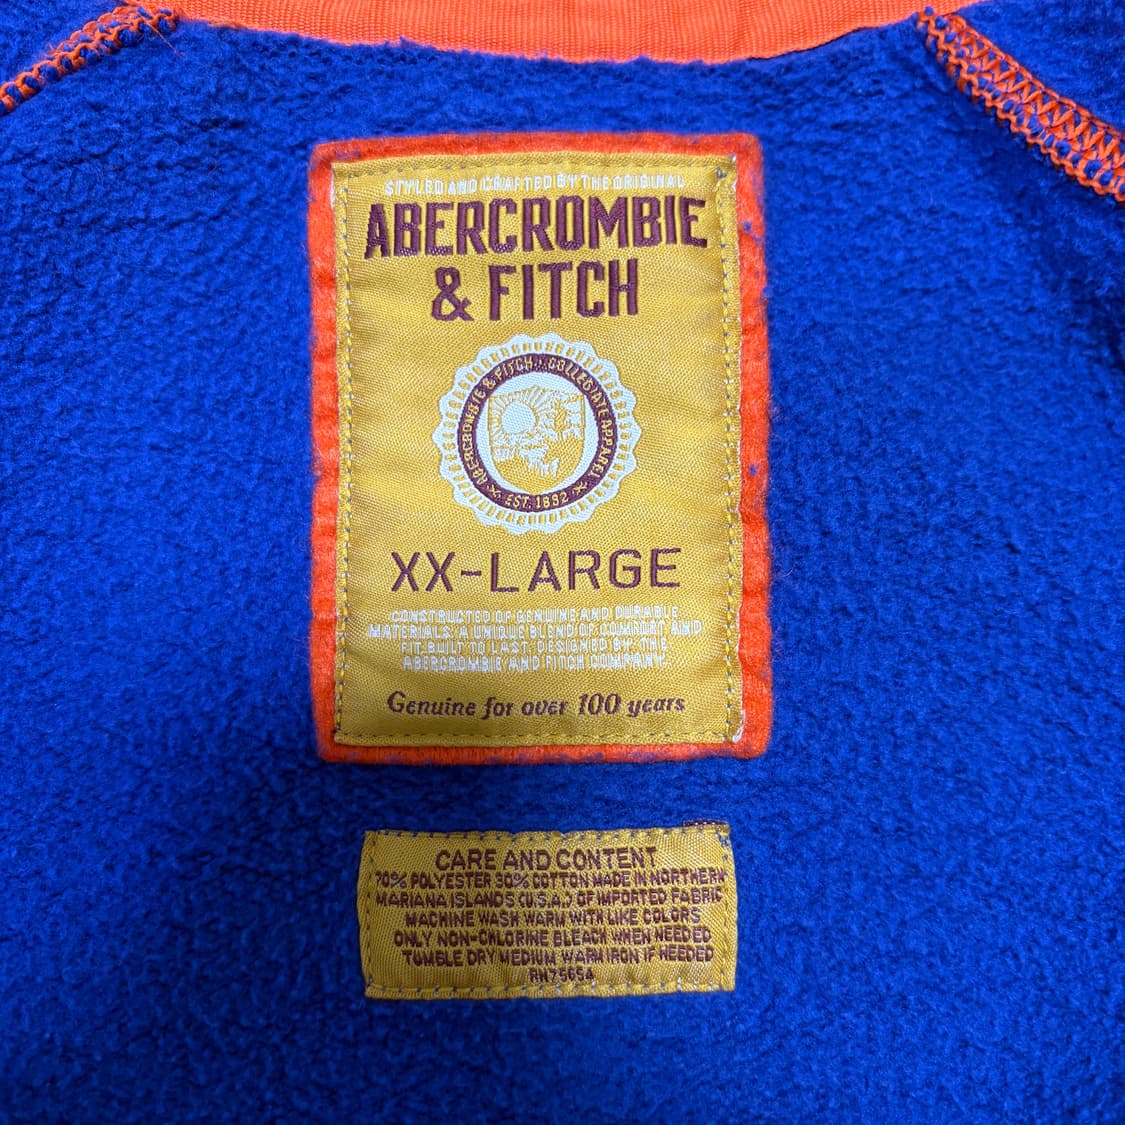 STYLED AND CRAFTED BY THE ORIGINAL
ABERCROMBIE
& FITCH
ABERCROMBIE & FITCH · COLLEGIATE APPAREL
EST. 1892
XX-LARGE
CONSTRUCTED OF GENUINE AND DURABLE
MATERIALS. A UNIQUE BLEND OF COMFORT AND
FIT. BUILT TO LAST. DESIGNED BY THE
ABERCROMBIE AND FITCH COMPANY.
Genuine for over 100 years
CARE AND CONTENT
70% POLYESTER 30% COTTON MADE IN NORTHERN
MARIANA ISLANDS (U.S.A.) OF IMPORTED FABRIC
MACHINE WASH WARM WITH LIKE COLORS
ONLY NON-CHLORINE BLEACH WHEN NEEDED
TUMBLE DRY MEDIUM WARM IRON IF NEEDED
RN75654